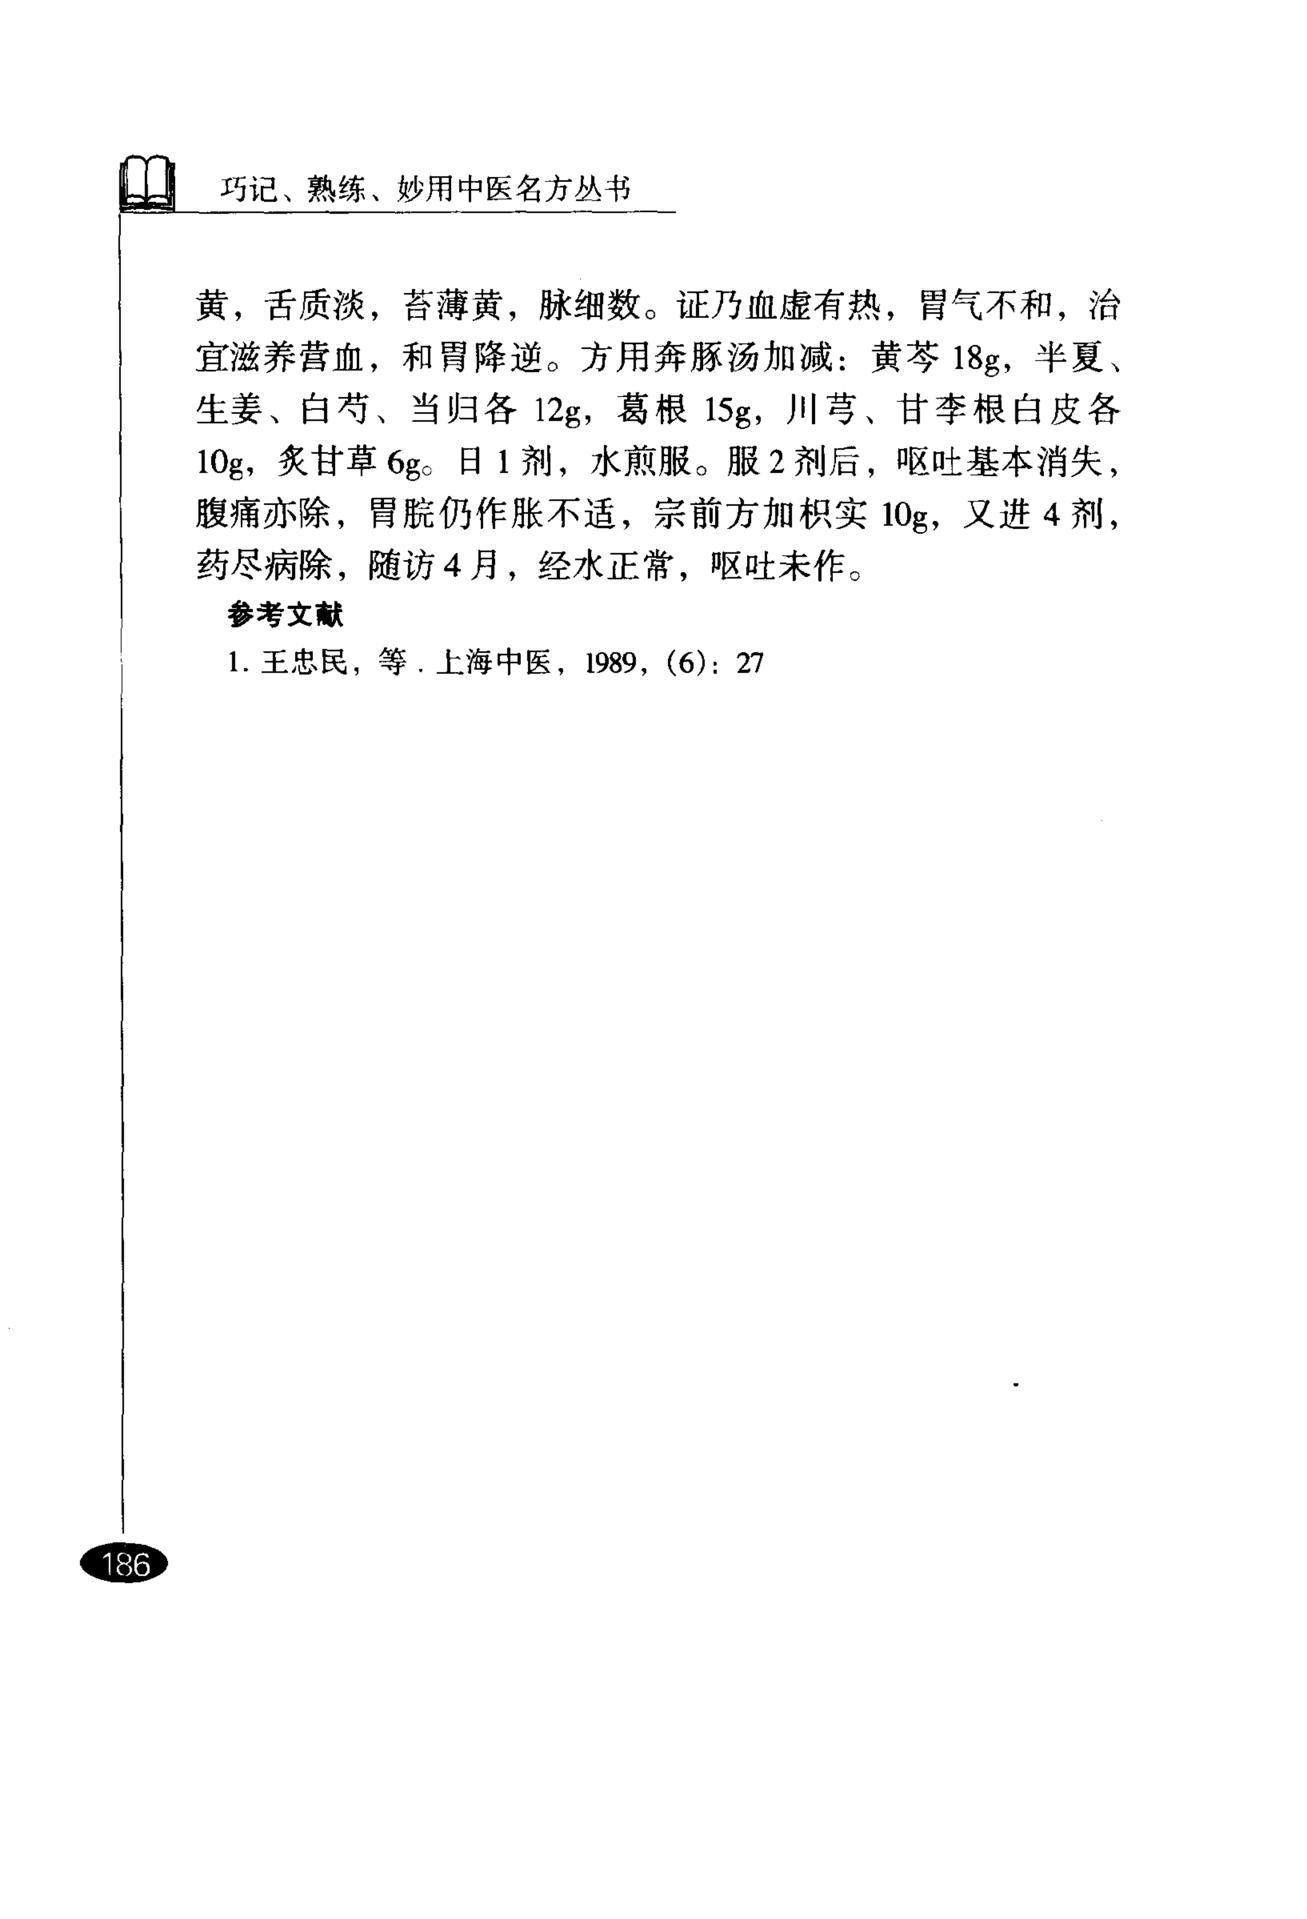 巧记、熟练、妙用中医名方丛书
黄，舌质淡，苔薄黄，脉细数。证乃血虚有热，胃气不和，治
宜滋养营血，和胃降逆。方用奔豚汤加减：黄芩 18g，半夏、
生姜、白芍、当归各 12g，葛根 15g，川芎、甘李根白皮各
10g，炙甘草 6g。日 1 剂，水煎服。服 2 剂后，呕吐基本消失，
腹痛亦除，胃脘仍作胀不适，宗前方加枳实 10g，又进 4 剂，
药尽病除，随访 4 月，经水正常，呕吐未作。
参考文献
1. 王忠民，等．上海中医，1989，(6)：27
186